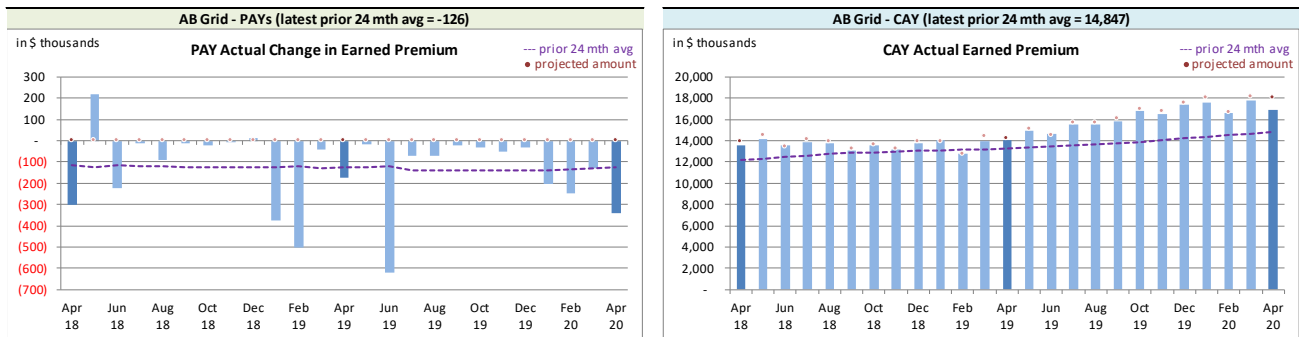 AB Grid - PAYs (latest prior 24 mth avg = -126)
in $ thousands
PAY Actual Change in Earned Premium
--- prior 24 mth avg
• projected amount
300
200
100
-
(100)
(200)
(300)
(400)
(500)
(600)
(700)
Apr Jun Aug Oct Dec Feb Apr Jun Aug Oct Dec Feb Apr
18 18 18 18 18 19 19 19 19 19 19 20 20
AB Grid - CAY (latest prior 24 mth avg = 14,847)
in $ thousands
CAY Actual Earned Premium
--- prior 24 mth avg
• projected amount
20,000
18,000
16,000
14,000
12,000
10,000
8,000
6,000
4,000
2,000
-
Apr Jun Aug Oct Dec Feb Apr Jun Aug Oct Dec Feb Apr
18 18 18 18 18 19 19 19 19 19 19 20 20